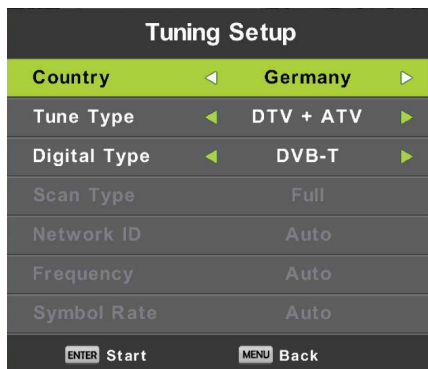 Tuning Setup
Country Germany
Tune Type DTV + ATV
Digital Type DVB-T
Scan Type Full
Network ID Auto
Frequency Auto
Symbol Rate Auto
ENTER Start MENU Back